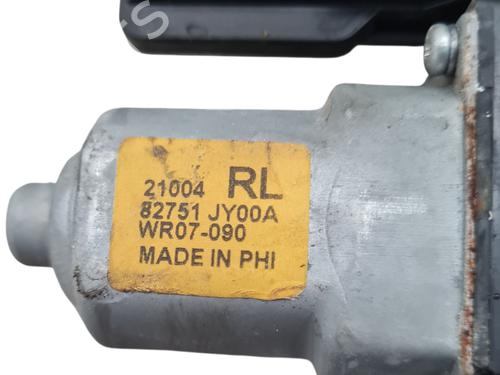 21004 RL
82751 JY00A
WR07-090
MADE IN PHI